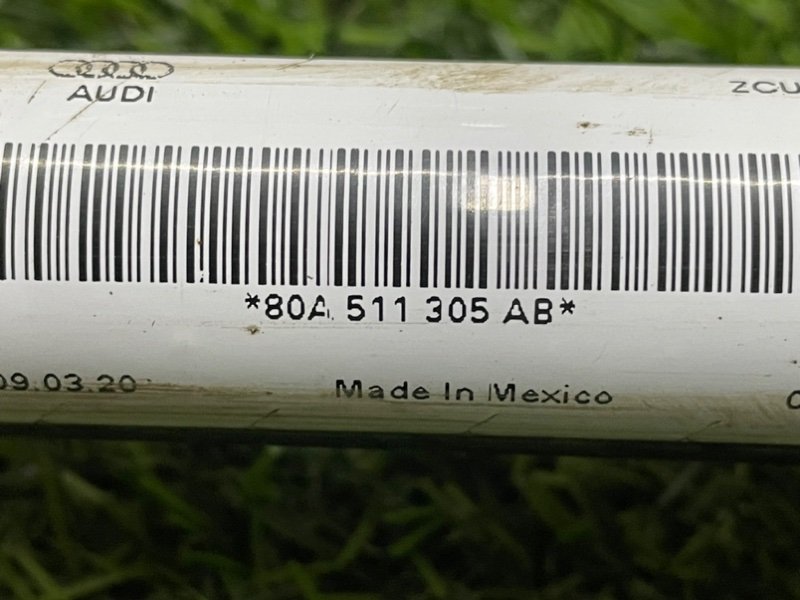 AUDI
ZCU
*80A 511 305 AB*
09.03.20
Made In Mexico